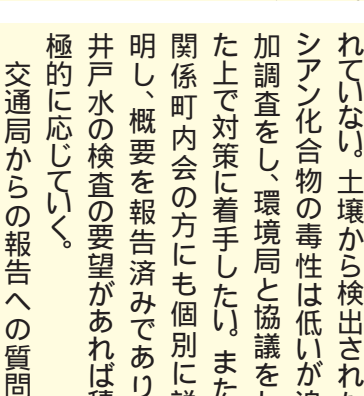 れていない。土壌から検出された
シアン化合物の毒性は低いが追
加調査をし、環境局と協議をし
た上で対策に着手したい。また、
関係町内会の方にも個別に説
明し、概要を報告済みであり、
井戸水の検査の要望があれば積
極的に応じていく。
交通局からの報告への質問